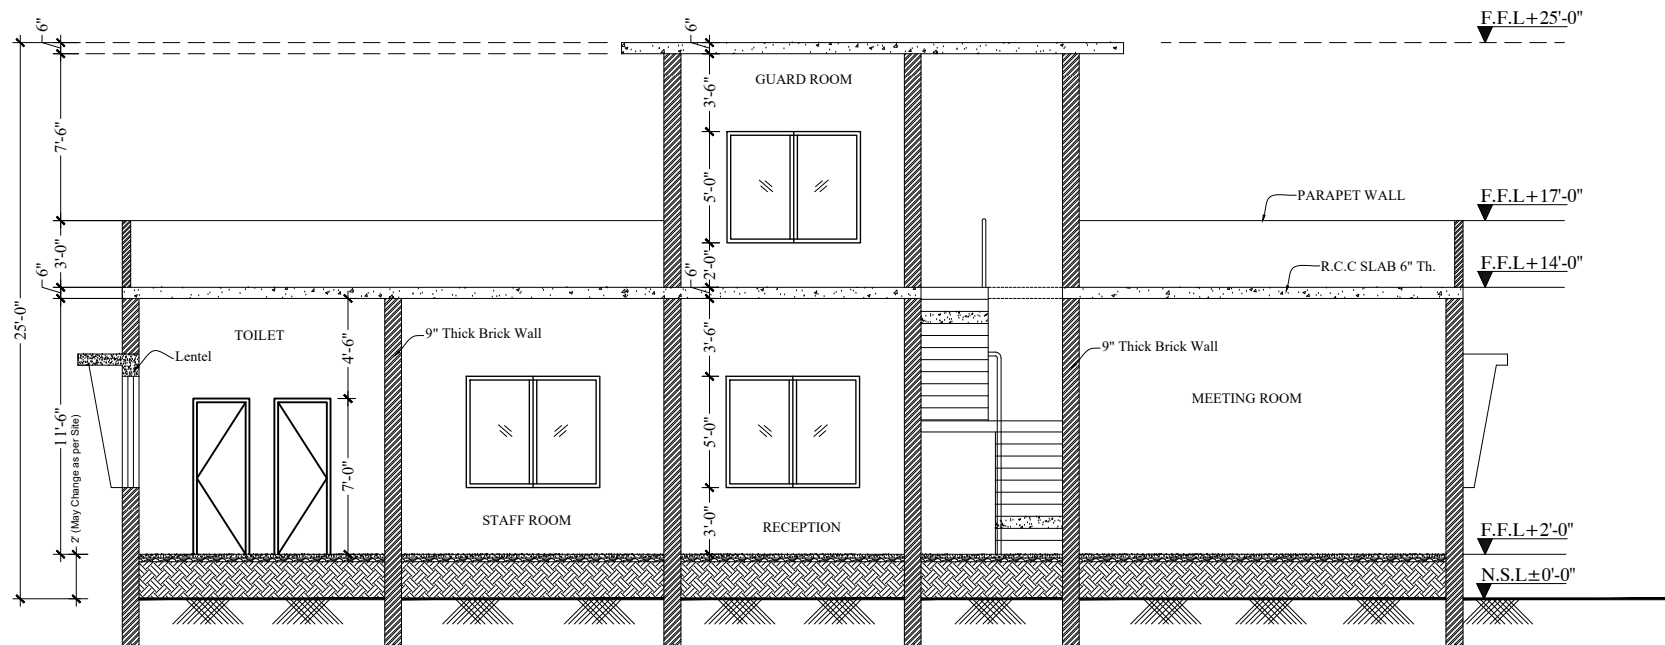 F.F.L+25'-0"
6"
6"
GUARD ROOM
3'-6"
7'-6"
5'-0"
PARAPET WALL
F.F.L+17'-0"
3'-0"
6"
2'-0"
6"
R.C.C SLAB 6" Th.
F.F.L+14'-0"
25'-0"
TOILET
9" Thick Brick Wall
3'-6"
9" Thick Brick Wall
Lentel
4'-6"
MEETING ROOM
11'-6"
5'-0"
7'-0"
2' (May Change as per Site)
STAFF ROOM
3'-0"
RECEPTION
F.F.L+2'-0"
N.S.L±0'-0"